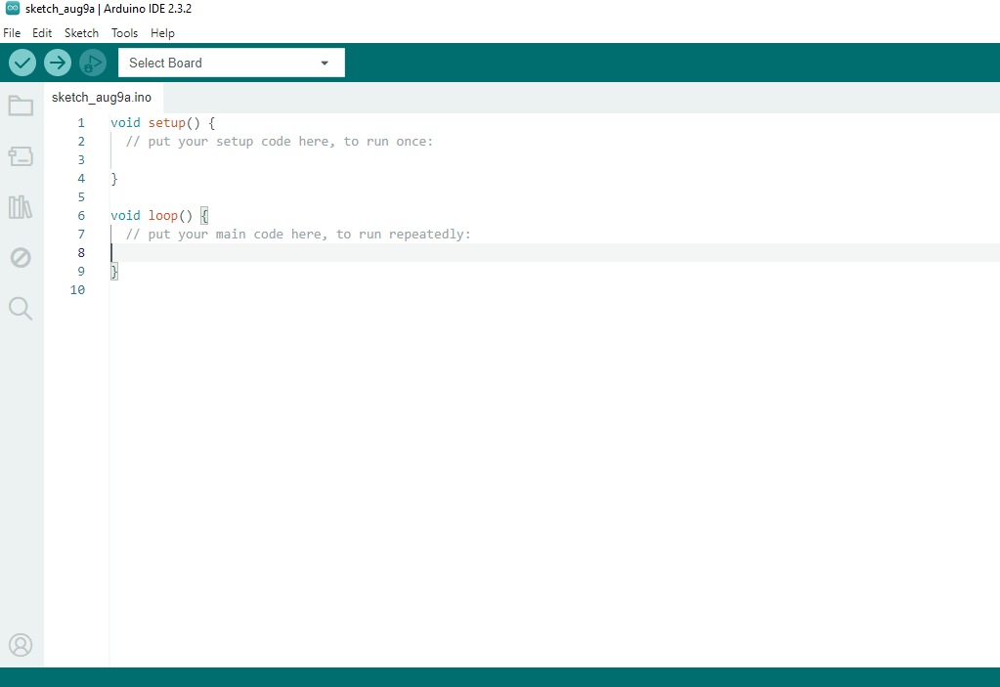 sketch_aug9a | Arduino IDE 2.3.2
File Edit Sketch Tools Help
Select Board
sketch_aug9a.ino
1 void setup() {
2   // put your setup code here, to run once:
3
4 }
5
6 void loop() {
7   // put your main code here, to run repeatedly:
8
9 }
10